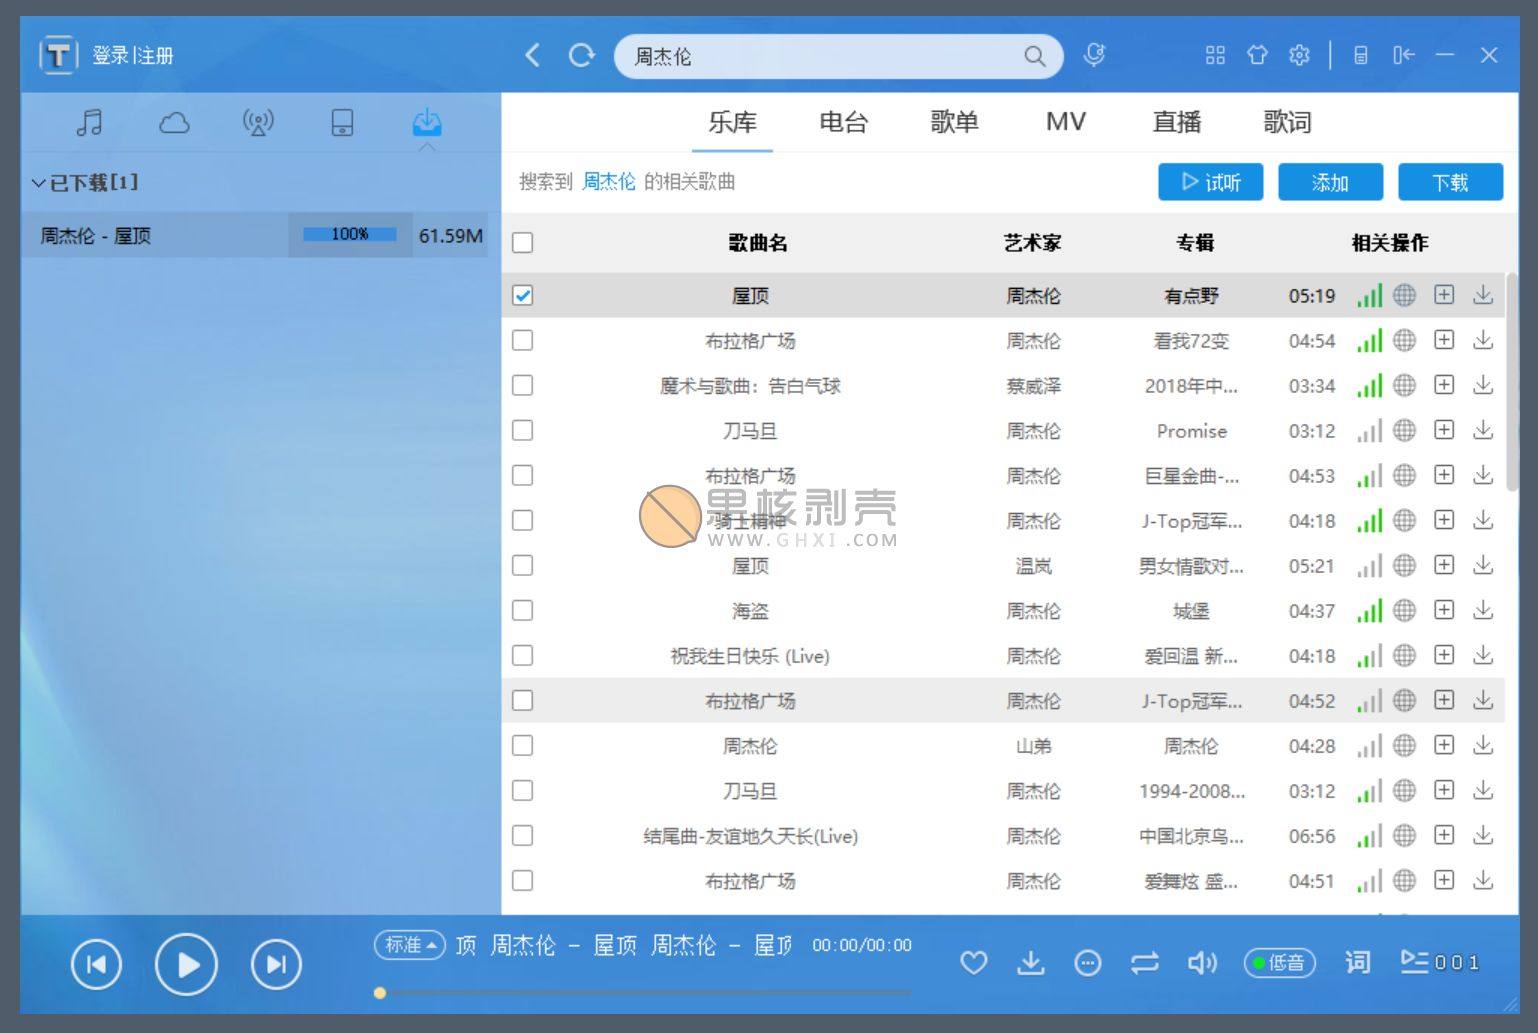 T 登录|注册
周杰伦
乐库 电台 歌单 MV 直播 歌词
已下载[1]
搜索到 周杰伦 的相关歌曲 试听 添加 下载
周杰伦 - 屋顶 100% 61.59M
歌曲名 艺术家 专辑 相关操作
屋顶 周杰伦 有点野 05:19
布拉格广场 周杰伦 看我72变 04:54
魔术与歌曲：告白气球 蔡威泽 2018年中... 03:34
刀马旦 周杰伦 Promise 03:12
布拉格广场 周杰伦 巨星金曲-... 04:53
果核剥壳
骑士精神 周杰伦 J-Top冠军... 04:18
WWW.GHXI.COM
屋顶 温岚 男女情歌对... 05:21
海盗 周杰伦 城堡 04:37
祝我生日快乐 (Live) 周杰伦 爱回温 新... 04:18
布拉格广场 周杰伦 J-Top冠军... 04:52
周杰伦 山弟 周杰伦 04:28
刀马旦 周杰伦 1994-2008... 03:12
结尾曲-友谊地久天长(Live) 周杰伦 中国北京鸟... 06:56
布拉格广场 周杰伦 爱舞炫 盛... 04:51
标准 顶 周杰伦 - 屋顶 周杰伦 - 屋顶 00:00/00:00
低音 词 001